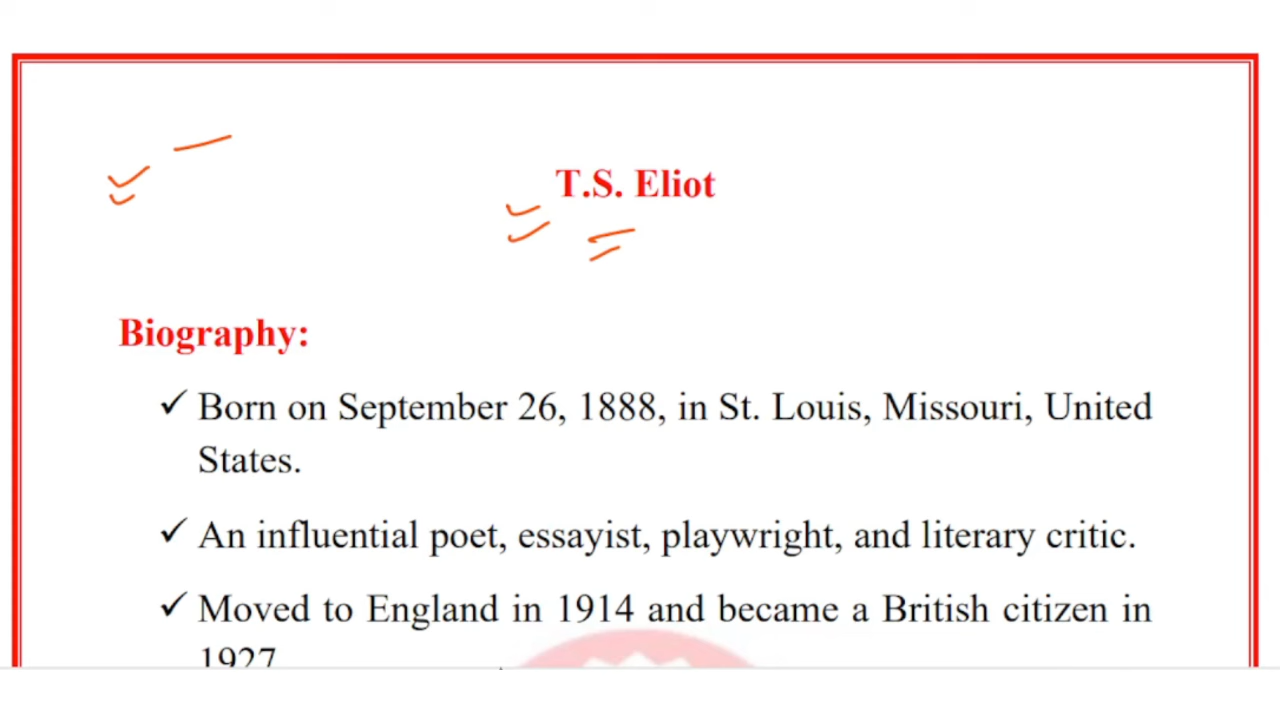 T.S. Eliot
Biography:
✓ Born on September 26, 1888, in St. Louis, Missouri, United
States.
✓ An influential poet, essayist, playwright, and literary critic.
✓ Moved to England in 1914 and became a British citizen in
1927